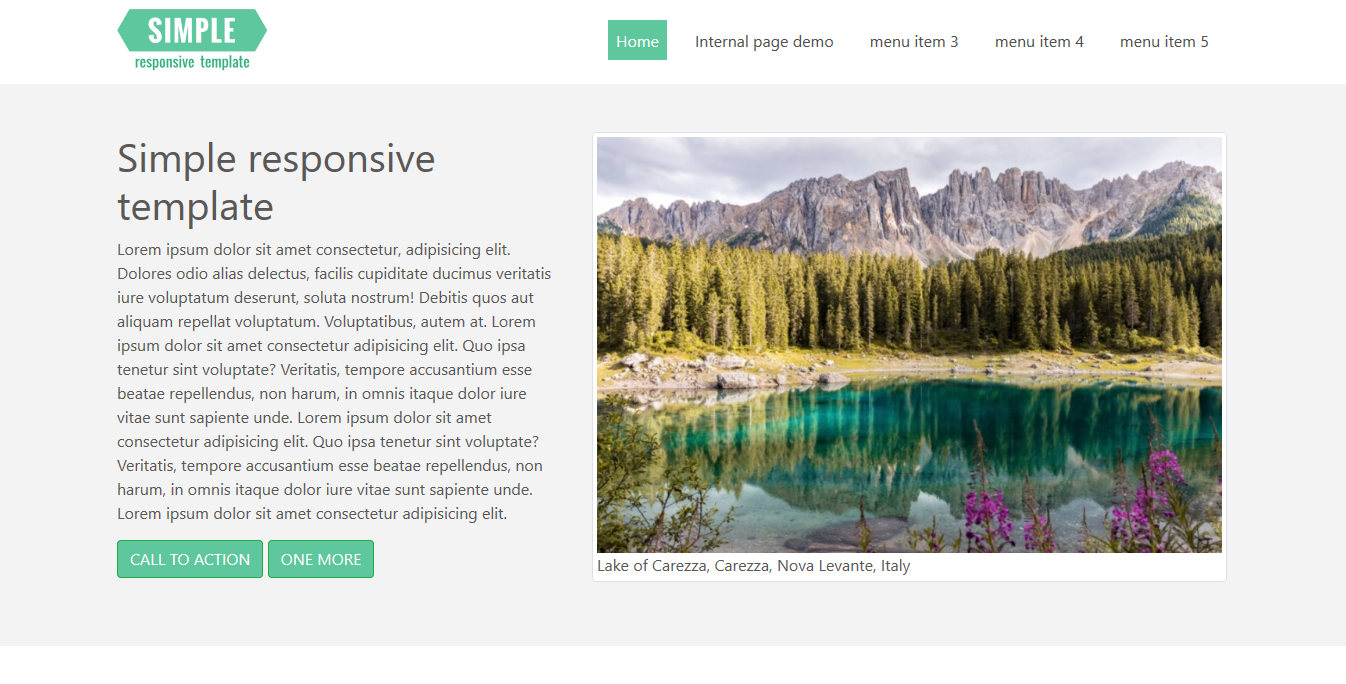 SIMPLE
responsive template
Home
Internal page demo
menu item 3
menu item 4
menu item 5
Simple responsive
template
Lorem ipsum dolor sit amet consectetur, adipisicing elit.
Dolores odio alias delectus, facilis cupiditate ducimus veritatis
iure voluptatum deserunt, soluta nostrum! Debitis quos aut
aliquam repellat voluptatum. Voluptatibus, autem at. Lorem
ipsum dolor sit amet consectetur adipisicing elit. Quo ipsa
tenetur sint voluptate? Veritatis, tempore accusantium esse
beatae repellendus, non harum, in omnis itaque dolor iure
vitae sunt sapiente unde. Lorem ipsum dolor sit amet
consectetur adipisicing elit. Quo ipsa tenetur sint voluptate?
Veritatis, tempore accusantium esse beatae repellendus, non
harum, in omnis itaque dolor iure vitae sunt sapiente unde.
Lorem ipsum dolor sit amet consectetur adipisicing elit.
CALL TO ACTION
ONE MORE
Lake of Carezza, Carezza, Nova Levante, Italy